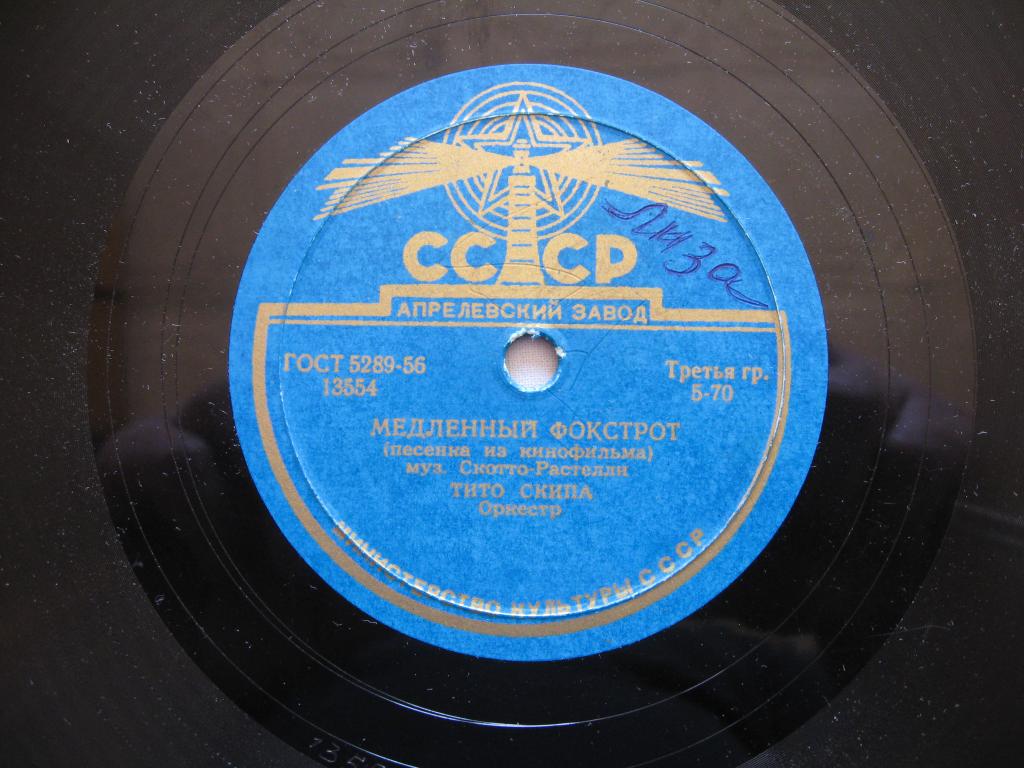 СССР
Лиза
АПРЕЛЕВСКИЙ ЗАВОД
ГОСТ 5289-56
13554
Третья гр.
5-70
МЕДЛЕННЫЙ ФОКСТРОТ
(песенка из кинофильма)
муз. Скотто-Растелли
ТИТО СКИПА
Оркестр
МИНИСТЕРСТВО КУЛЬТУРЫ СССР